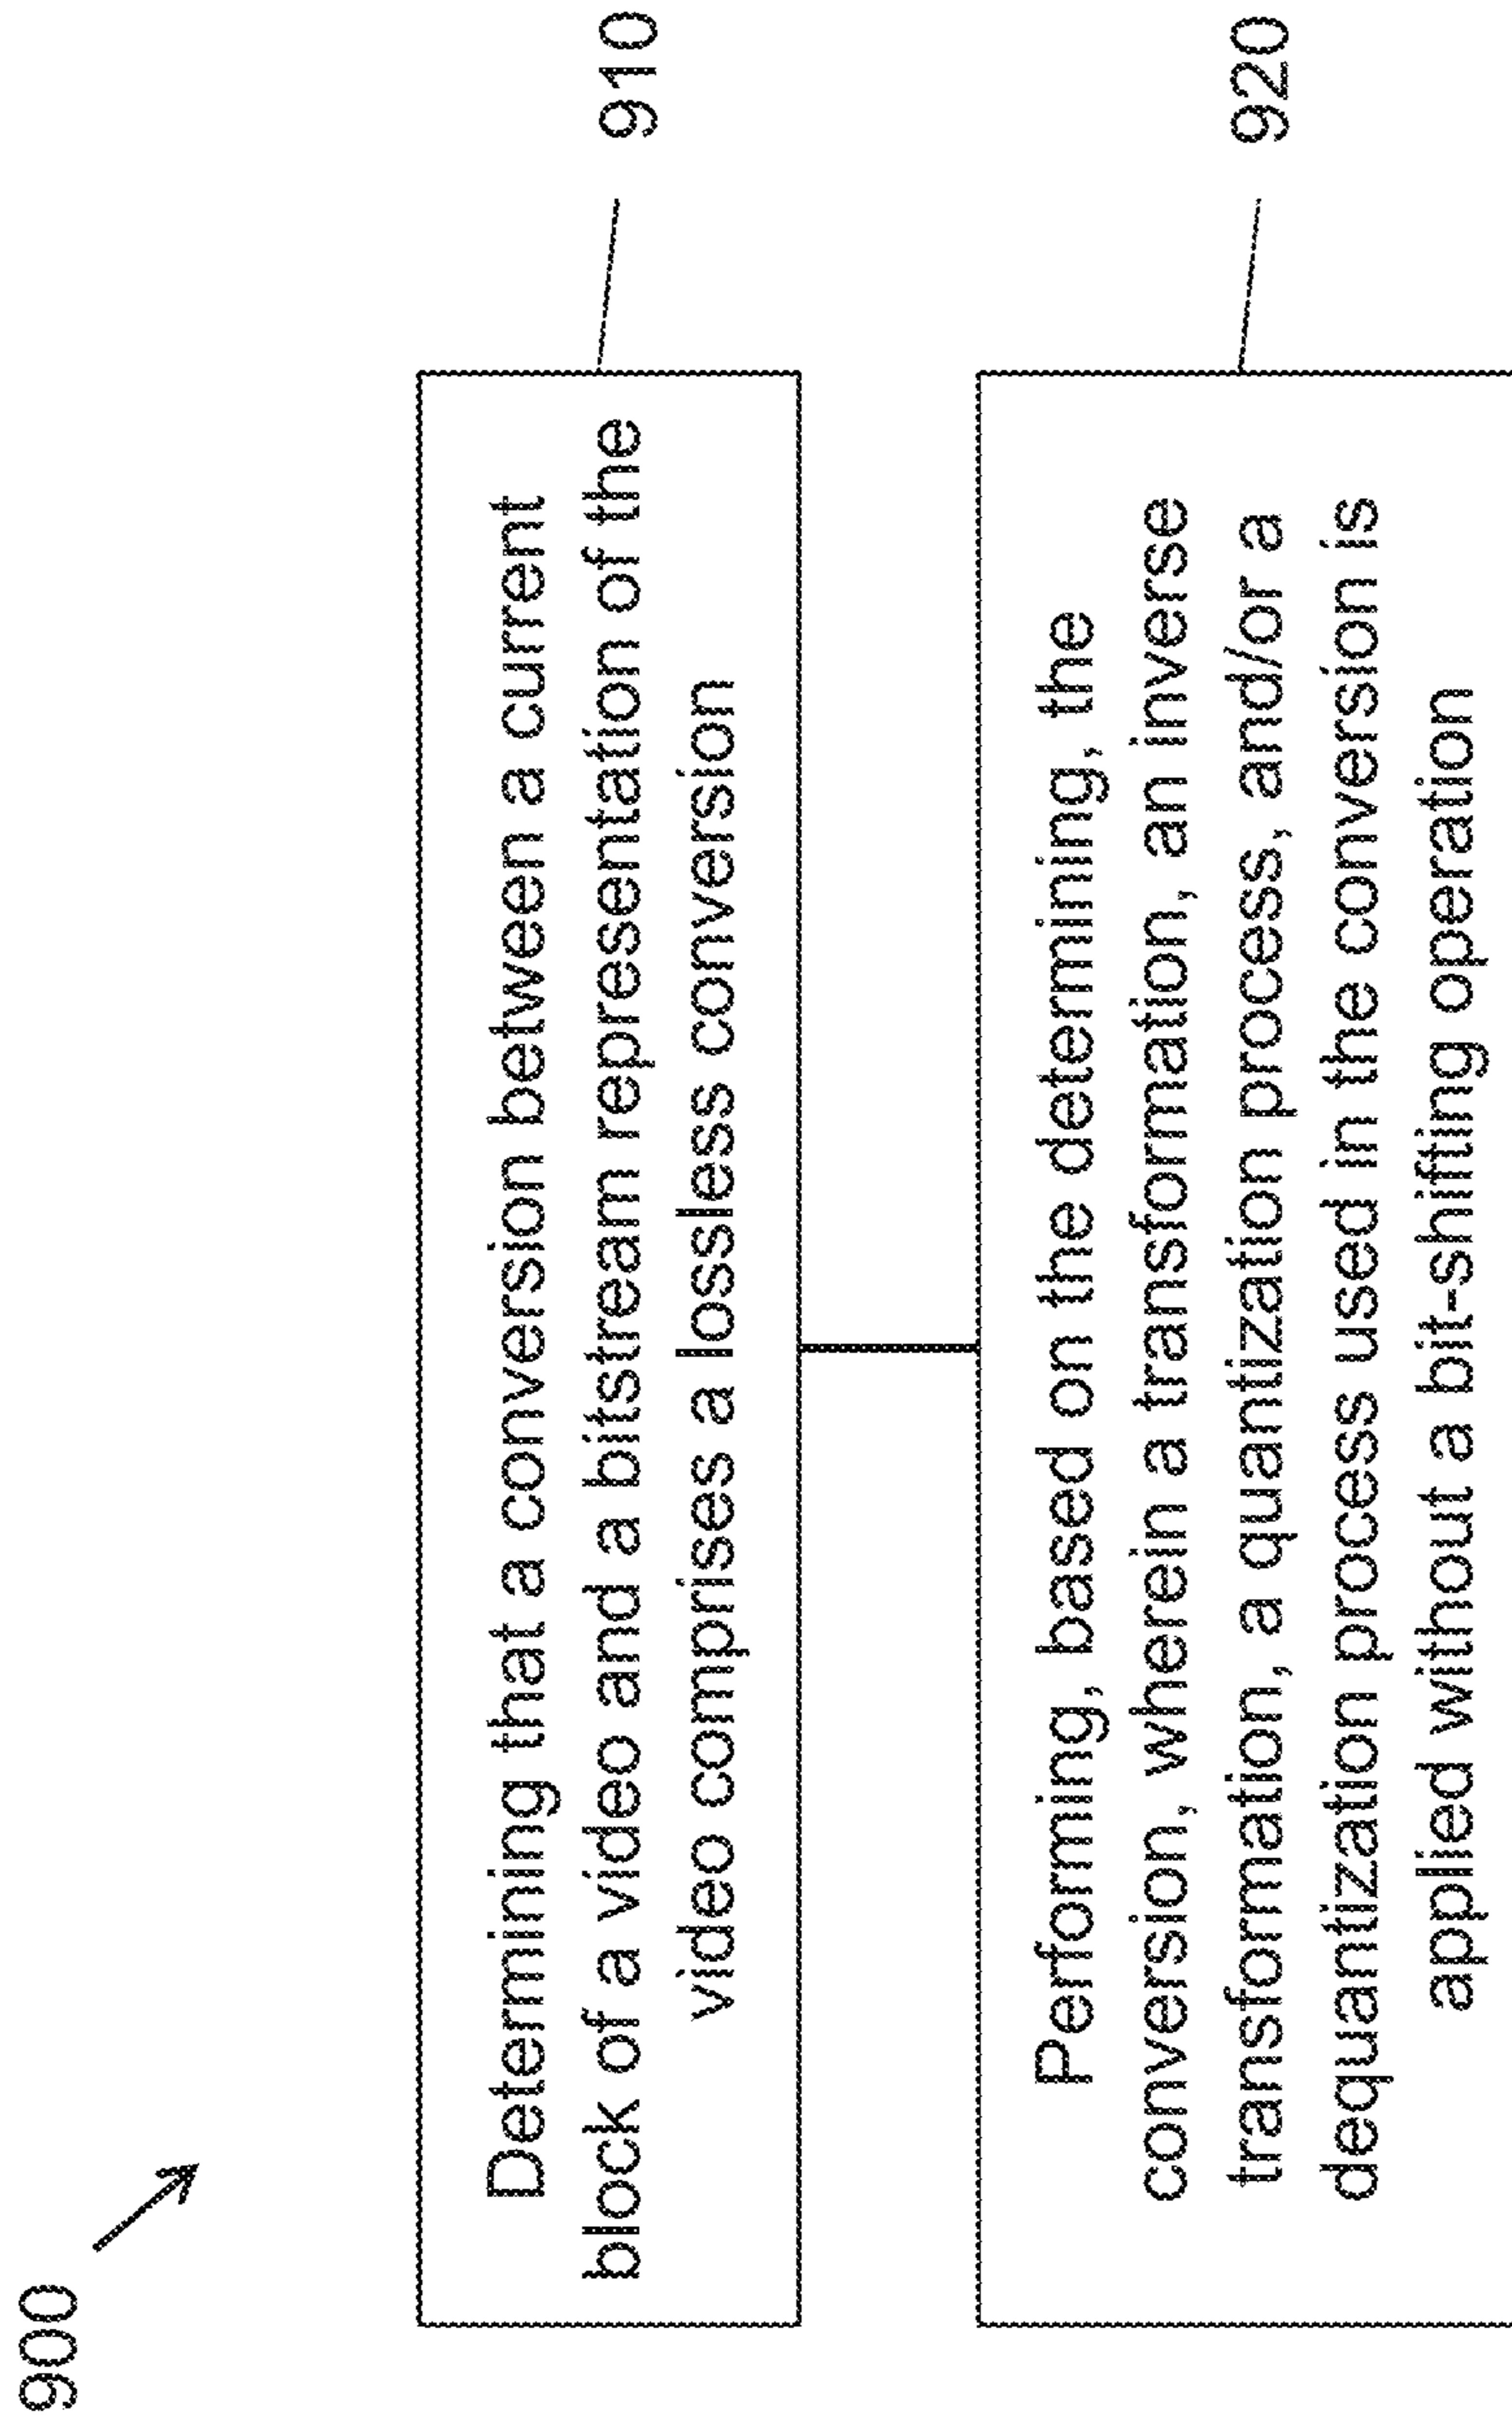 900
Determining that a conversion between a current
block of a video and a bitstream representation of the
video comprises a lossless conversion
910
Performing, based on the determining, the
conversion, wherein a transformation, an inverse
transformation, a quantization process, and/or a
dequantization process used in the conversion is
applied without a bit-shifting operation
920